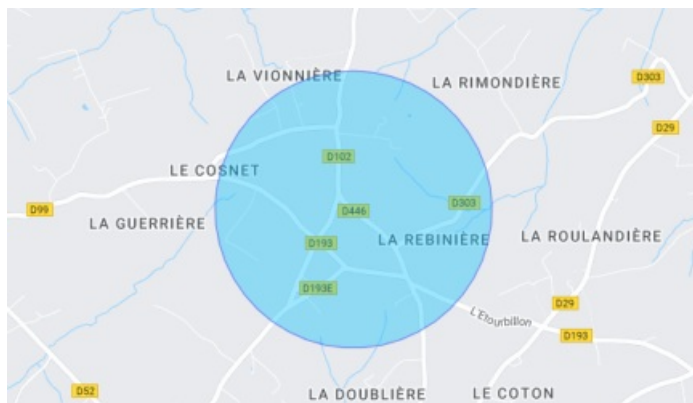 LA VIONNIÈRE
D303
LA RIMONDIÈRE
D29
D102
LE COSNET
D303
D99
D446
LA GUERRIÈRE
LA REBINIÈRE
LA ROULANDIÈRE
D193
D193E
D29
L'Étourbillon
D193
D52
LA DOUBLIÈRE
LE COTON